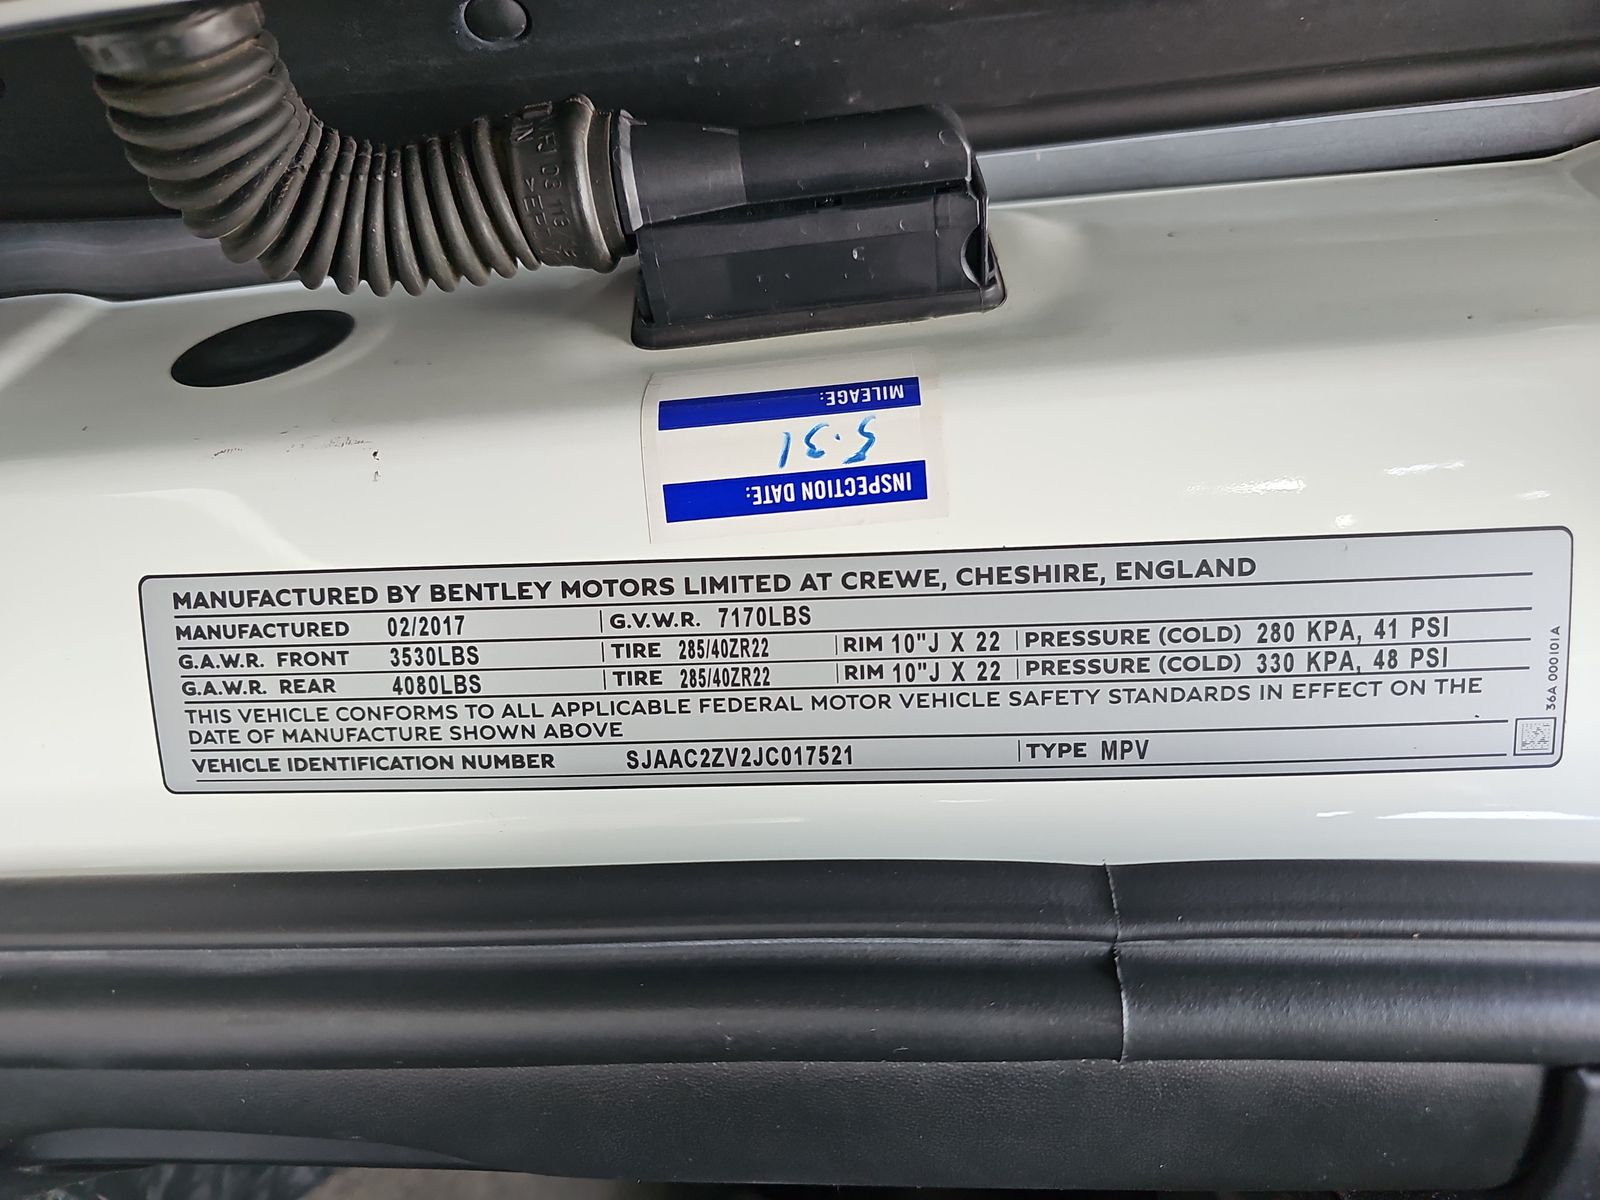 INSPECTION DATE:
5.31
MILEAGE:
MANUFACTURED BY BENTLEY MOTORS LIMITED AT CREWE, CHESHIRE, ENGLAND
MANUFACTURED 02/2017 G.V.W.R. 7170LBS
G.A.W.R. FRONT 3530LBS TIRE 285/40ZR22 RIM 10"J X 22 PRESSURE (COLD) 280 KPA, 41 PSI
G.A.W.R. REAR 4080LBS TIRE 285/40ZR22 RIM 10"J X 22 PRESSURE (COLD) 330 KPA, 48 PSI
THIS VEHICLE CONFORMS TO ALL APPLICABLE FEDERAL MOTOR VEHICLE SAFETY STANDARDS IN EFFECT ON THE
DATE OF MANUFACTURE SHOWN ABOVE
VEHICLE IDENTIFICATION NUMBER SJAAC2ZV2JC017521 TYPE MPV
36A 000101A